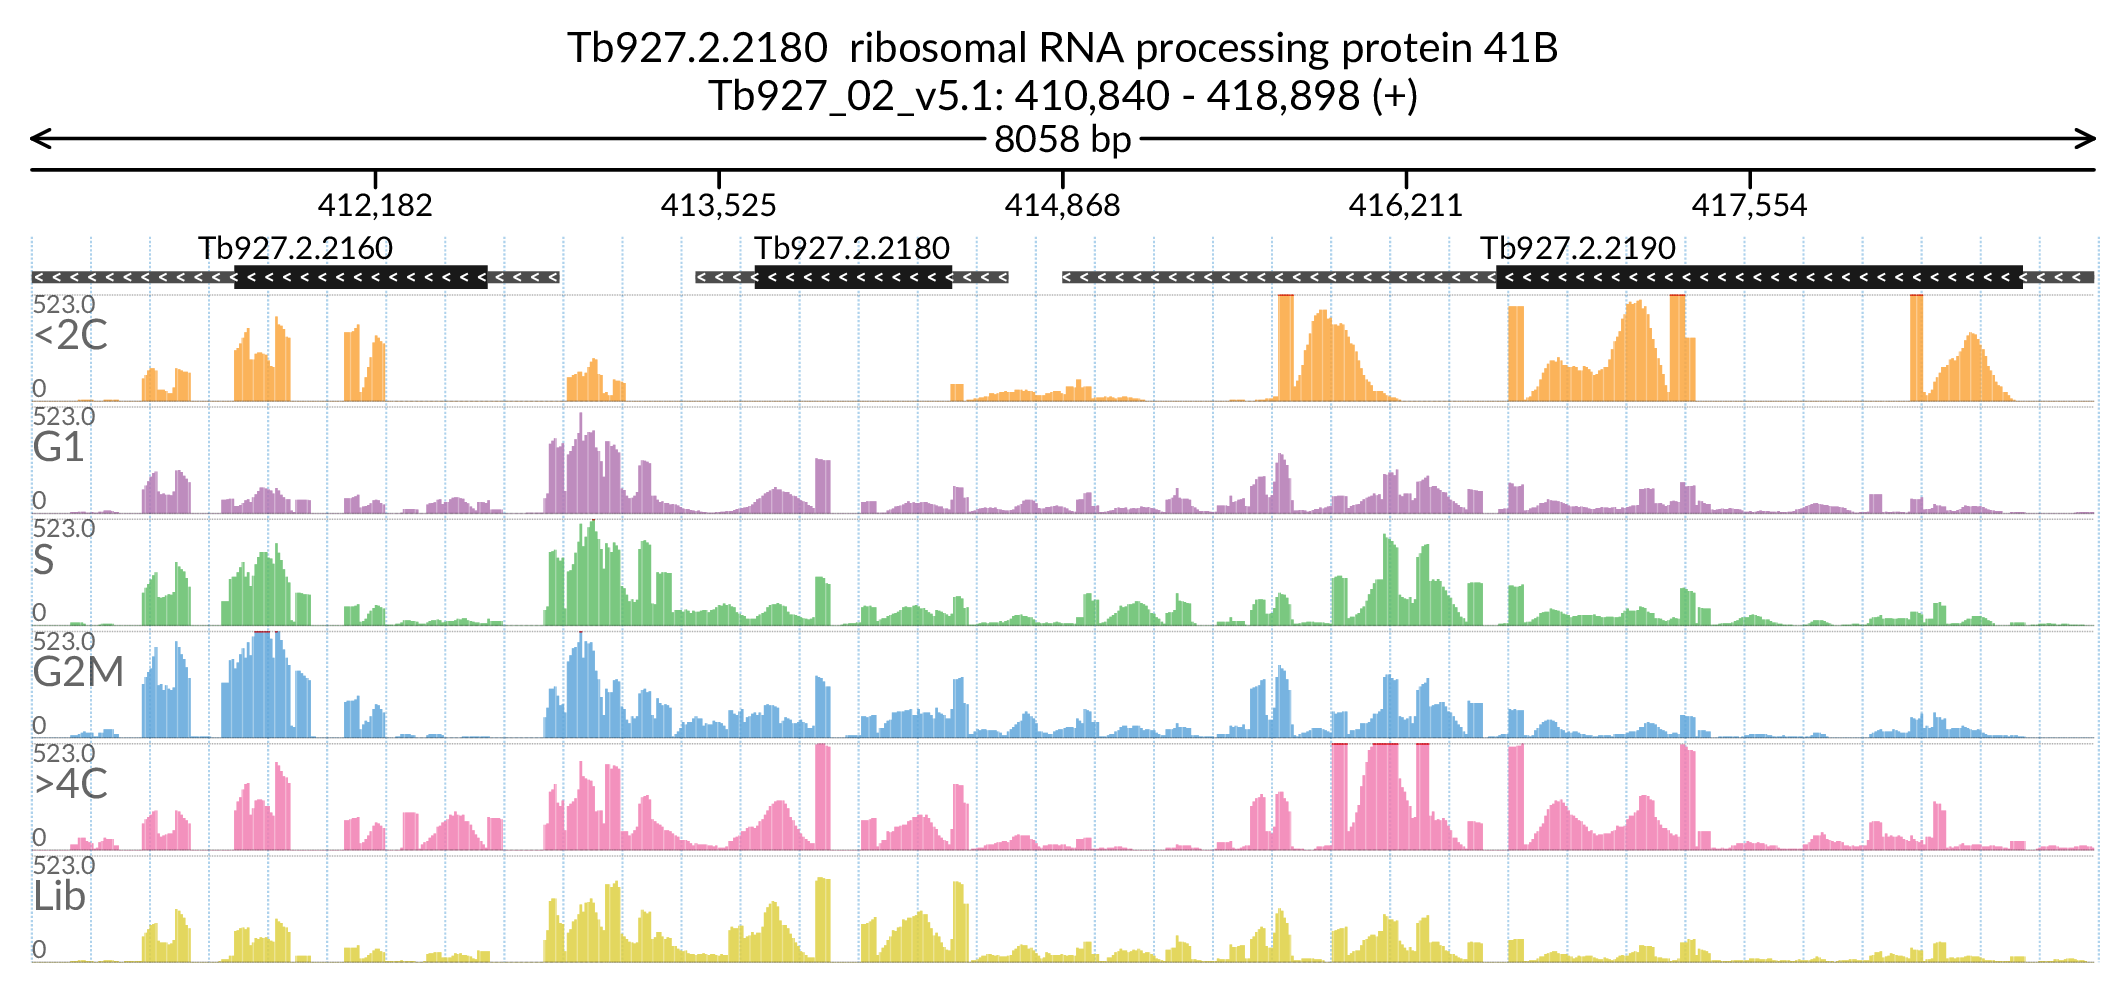 Tb927.2.2180 ribosomal RNA processing protein 41B
Tb927_02_v5.1: 410,840 - 418,898 (+)
8058 bp
412,182 413,525 414,868 416,211 417,554
Tb927.2.2160 Tb927.2.2180 Tb927.2.2190
523.0
<2C
0
523.0
G1
0
523.0
S
0
523.0
G2M
0
523.0
>4C
0
523.0
Lib
0